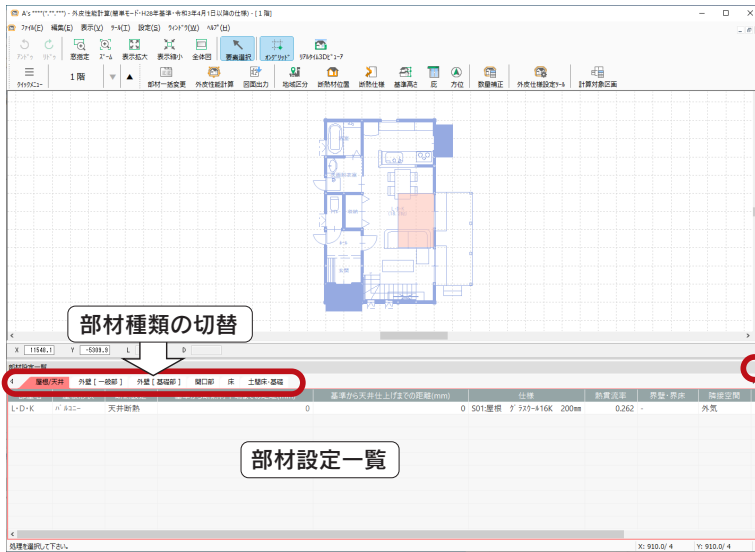 A's ****(*.**.***) - 外皮性能計算(簡単モード・H28年基準・令和3年4月1日以降の仕様) - [1 階]
ファイル(F) 編集(E) 表示(V) ツール(T) 設定(S) ウィンドウ(W) ヘルプ(H)
アンドゥ リドゥ 窓指定 ズーム 表示拡大 表示縮小 全体図 要素選択 オングリッド リアルタイム3Dビューア
クイックメニュー 1 階 ▼ ▲ 部材一括変更 外皮性能計算 図面出力 地域区分 断熱材位置 断熱仕様 基準高さ 庇 方位 数量補正 外皮仕様設定ツール 計算対象区画
部材種類の切替
X 11548.1 Y -5309.9 L D
部材設定一覧
屋根/天井 外壁 [ 一般部 ] 外壁 [ 基礎部 ] 開口部 床 土間床・基礎
基準から天井仕上げまでの距離(mm) 仕様 熱貫流率 界壁・界床 隣接空間
L・D・K バルコニー 天井断熱 0 0 S01:屋根 グラスウール16K 200mm 0.262 - 外気
部材設定一覧
処理を選択して下さい。 X: 910.0/ 4 Y: 910.0/ 4